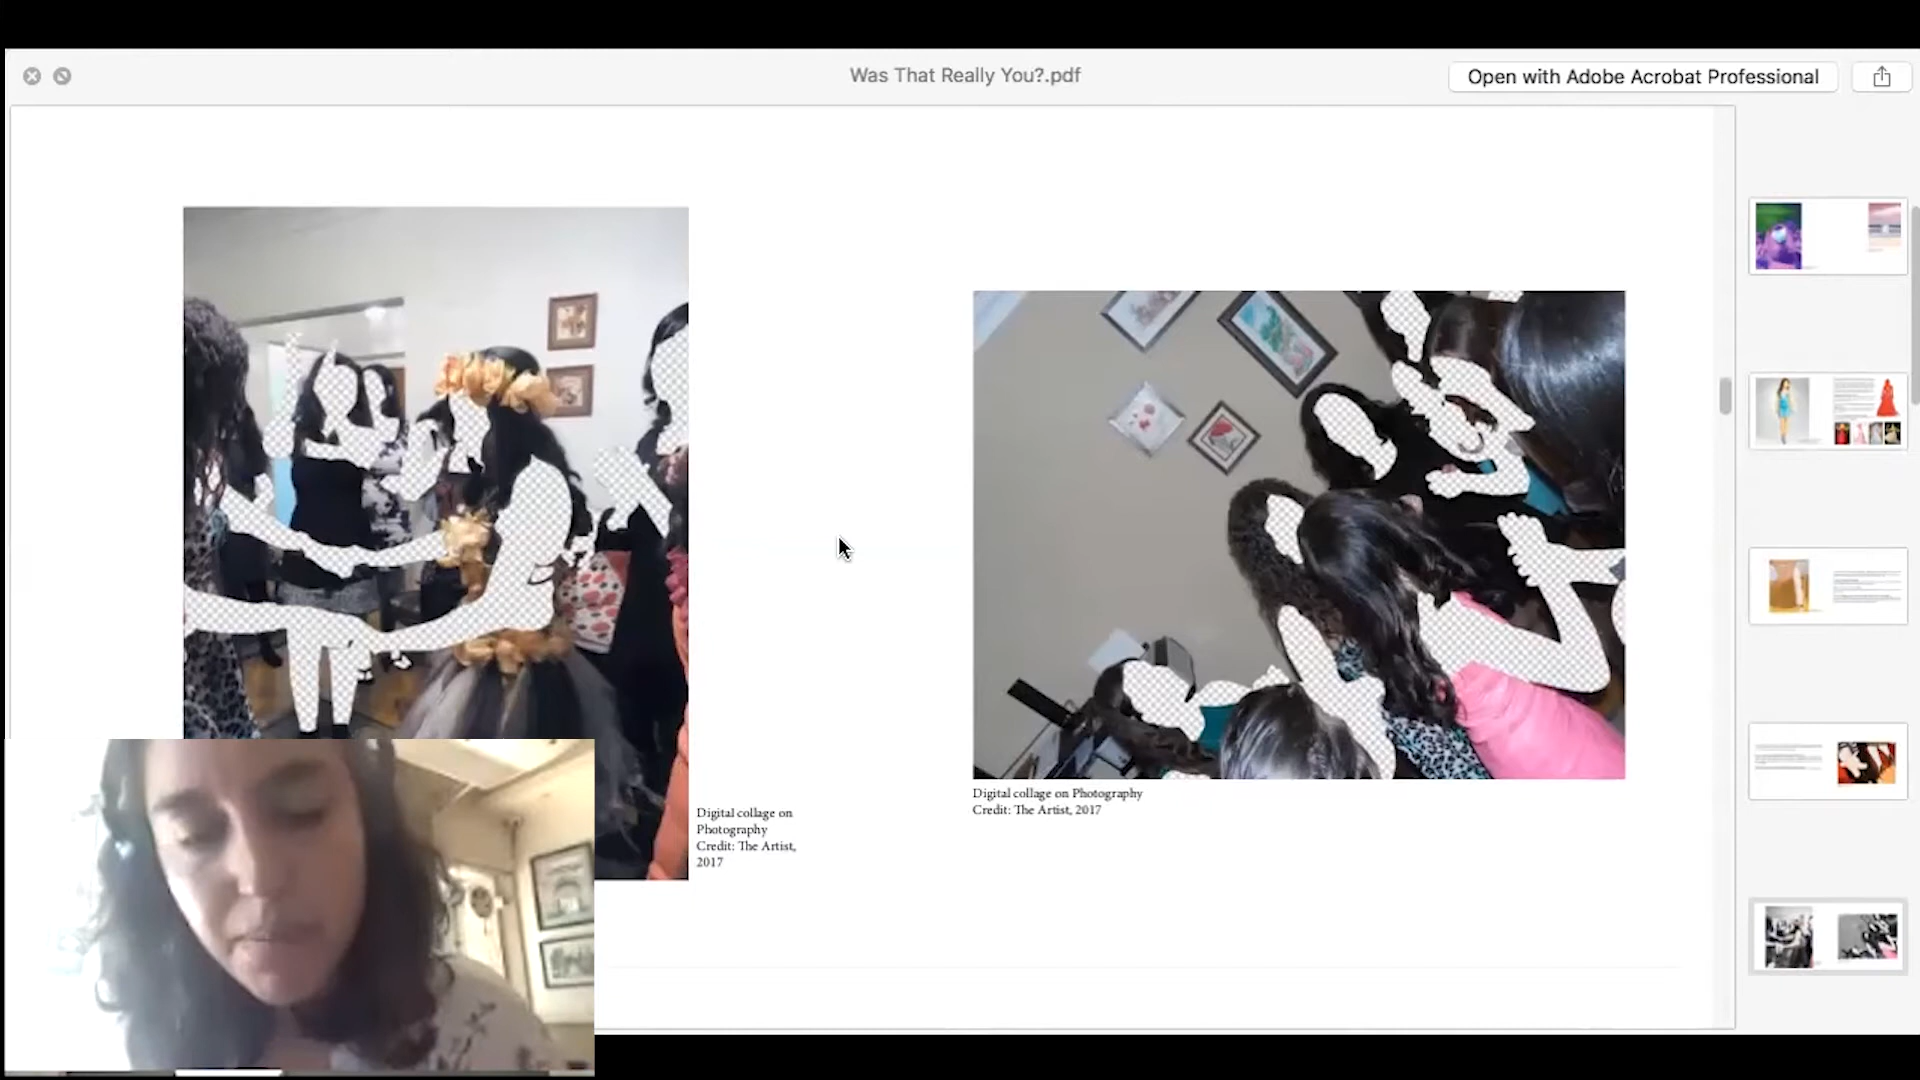 Was That Really You?.pdf
Open with Adobe Acrobat Professional
Digital collage on
Photography
Credit: The Artist,
2017
Digital collage on Photography
Credit: The Artist, 2017